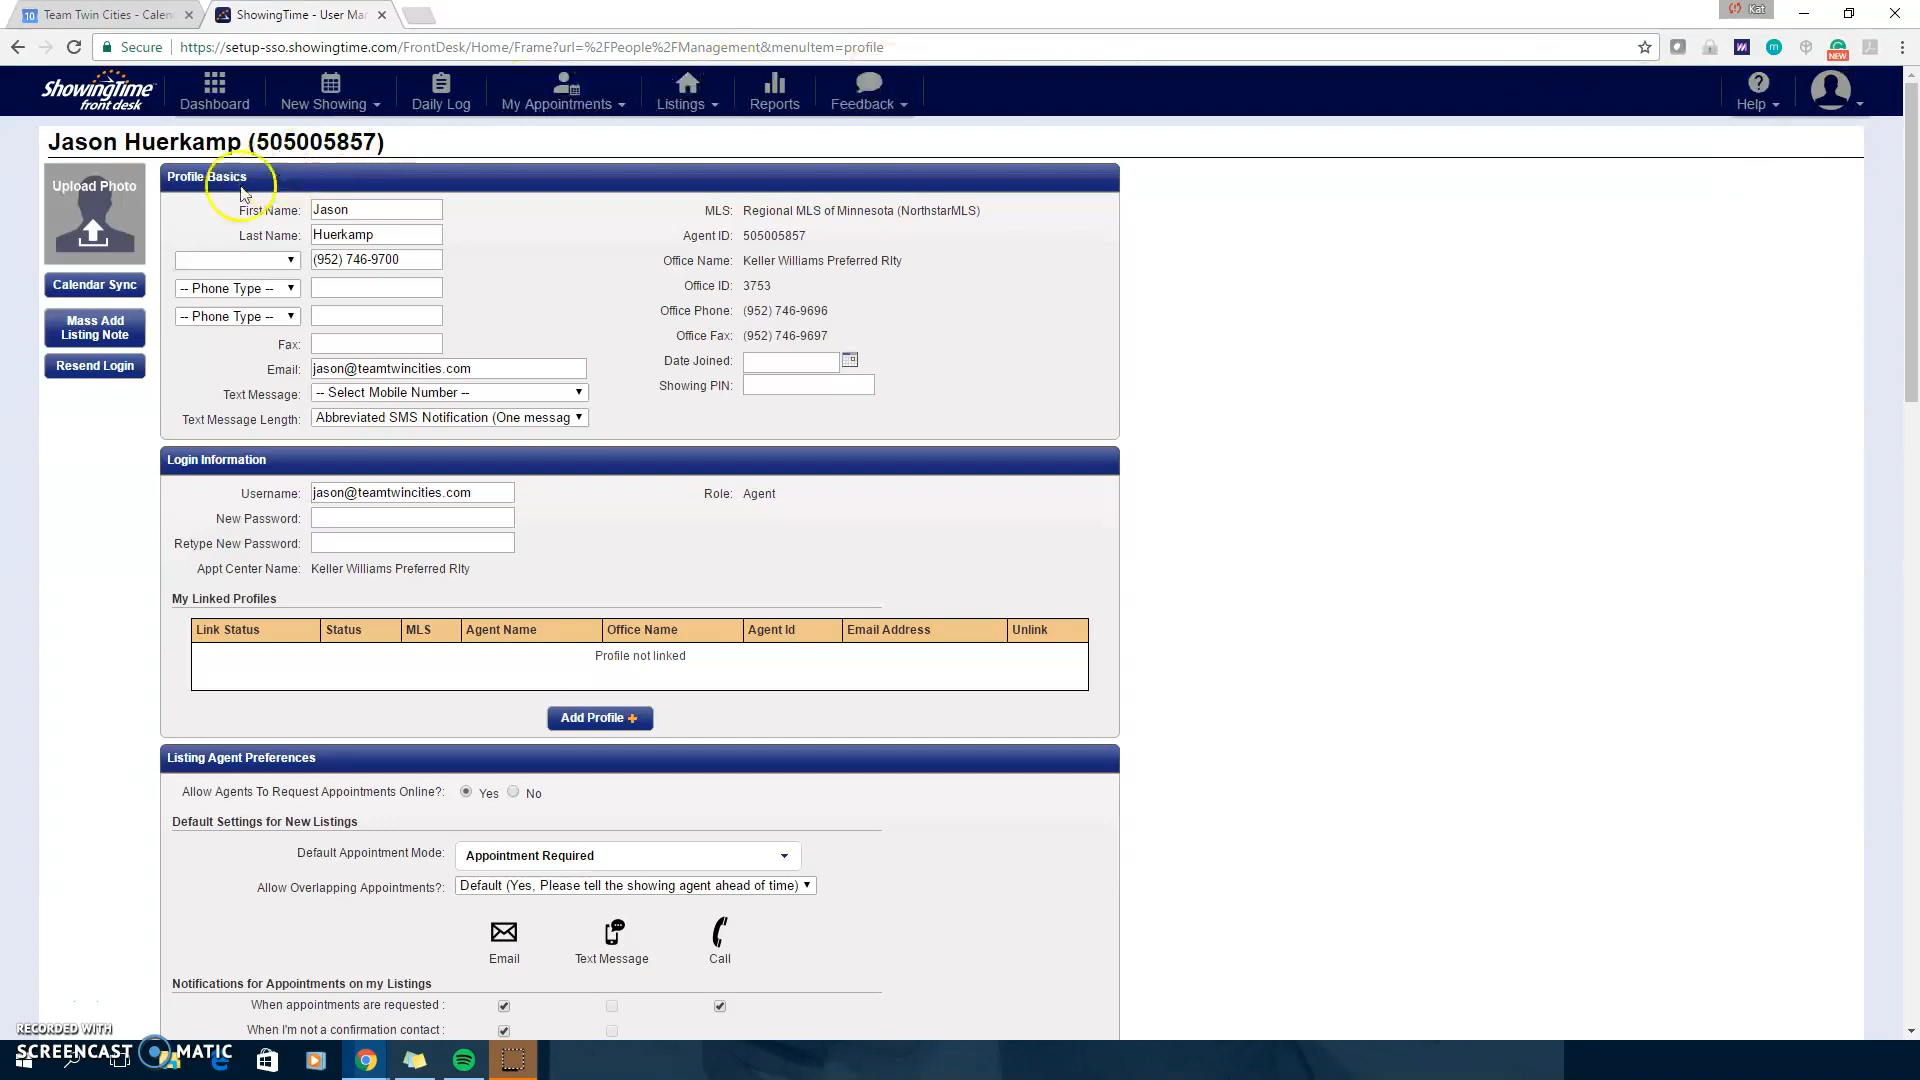 10 Team Twin Cities - Calen
ShowingTime - User Mar
Kat
Secure https://setup-sso.showingtime.com/FrontDesk/Home/Frame?url=%2FPeople%2FManagement&menuItem=profile
NEW
ShowingTime
front desk
Dashboard
New Showing
Daily Log
My Appointments
Listings
Reports
Feedback
Help
Jason Huerkamp (505005857)
Upload Photo
Calendar Sync
Mass Add
Listing Note
Resend Login
Profile Basics
First Name: Jason
Last Name: Huerkamp
(952) 746-9700
-- Phone Type --
-- Phone Type --
Fax:
Email: jason@teamtwincities.com
Text Message: -- Select Mobile Number --
Text Message Length: Abbreviated SMS Notification (One messag
MLS: Regional MLS of Minnesota (NorthstarMLS)
Agent ID: 505005857
Office Name: Keller Williams Preferred Rlty
Office ID: 3753
Office Phone: (952) 746-9696
Office Fax: (952) 746-9697
Date Joined:
Showing PIN:
Login Information
Username: jason@teamtwincities.com
New Password:
Retype New Password:
Appt Center Name: Keller Williams Preferred Rlty
Role: Agent
My Linked Profiles
Link Status Status MLS Agent Name Office Name Agent Id Email Address Unlink
Profile not linked
Add Profile +
Listing Agent Preferences
Allow Agents To Request Appointments Online?: Yes No
Default Settings for New Listings
Default Appointment Mode: Appointment Required
Allow Overlapping Appointments?: Default (Yes, Please tell the showing agent ahead of time)
Email Text Message Call
Notifications for Appointments on my Listings
When appointments are requested :
When I'm not a confirmation contact :
RECORDED WITH
SCREENCAST MATIC